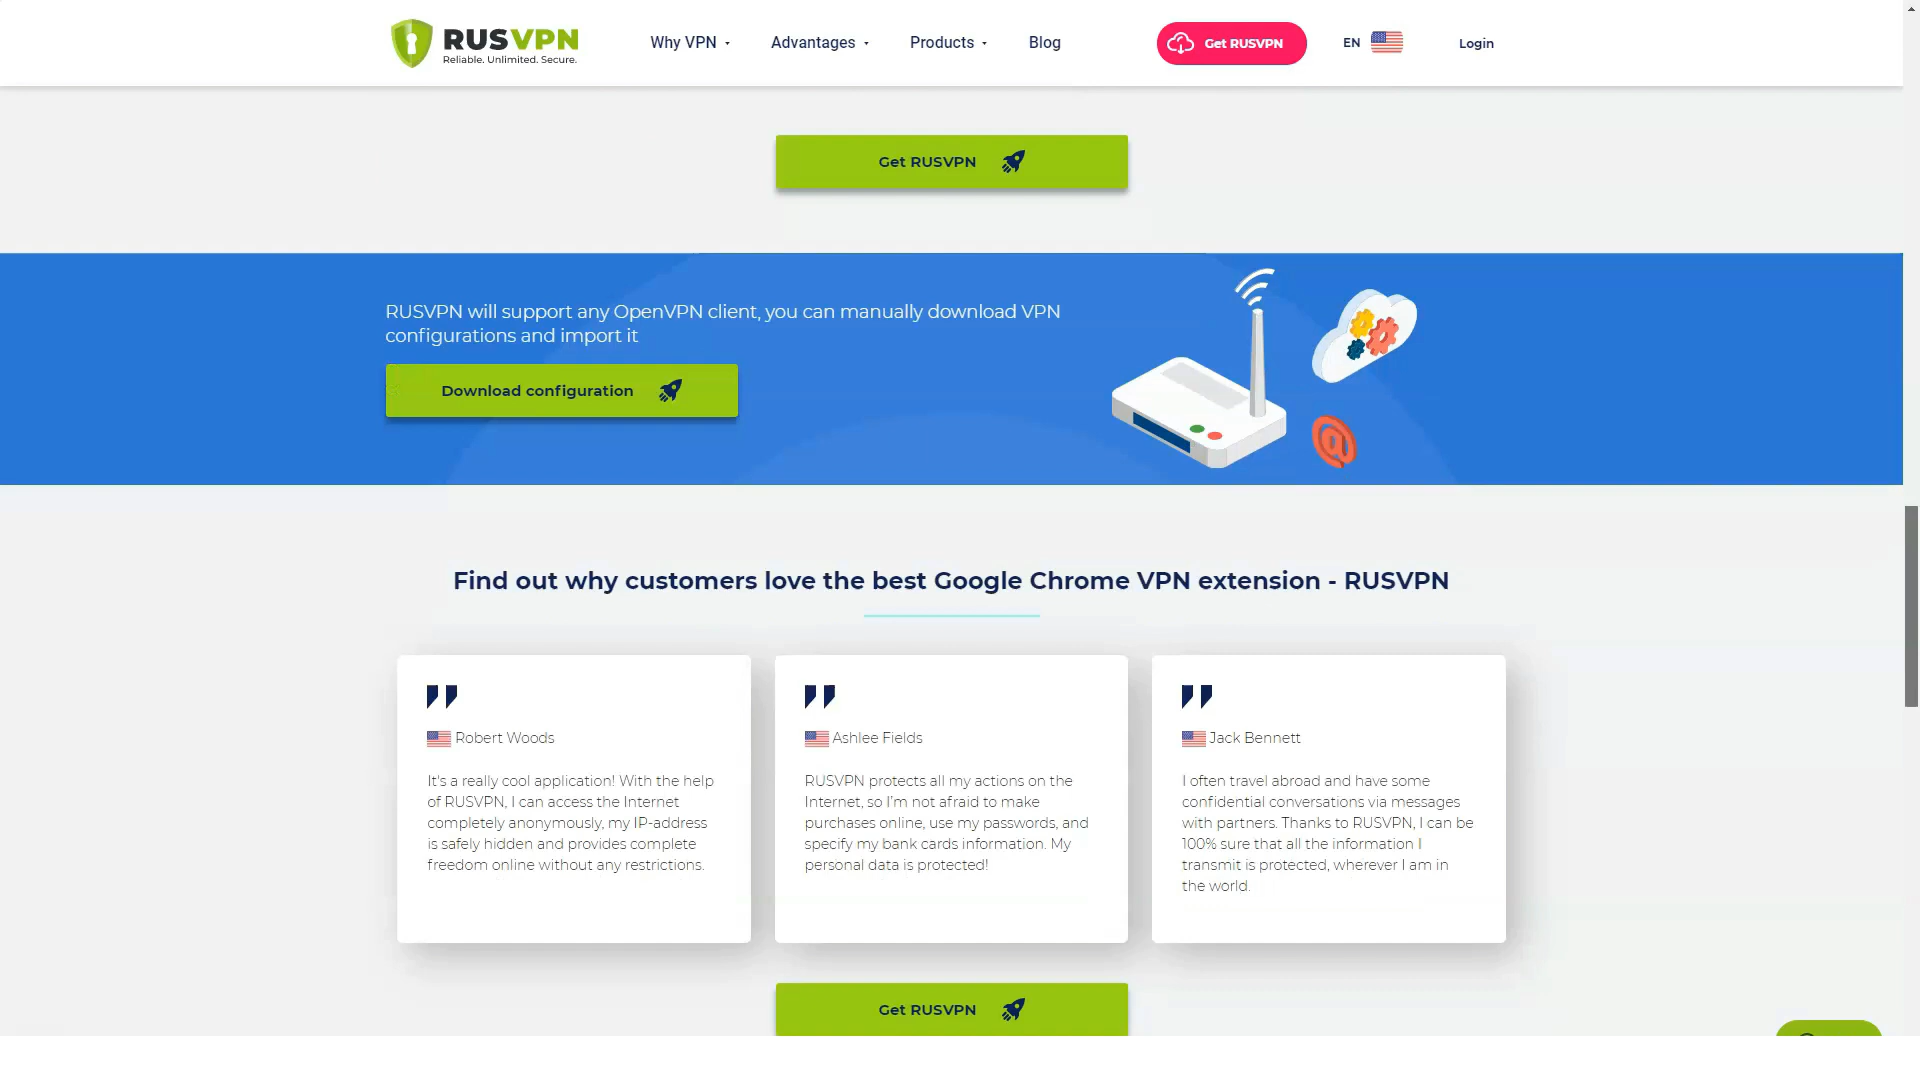 RUSVPN
Reliable. Unlimited. Secure.
Why VPN
Advantages
Products
Blog
Get RUSVPN
EN
Login
Get RUSVPN
RUSVPN will support any OpenVPN client, you can manually download VPN
configurations and import it
Download configuration
@
Find out why customers love the best Google Chrome VPN extension - RUSVPN
Robert Woods
It's a really cool application! With the help
of RUSVPN, I can access the Internet
completely anonymously, my IP-address
is safely hidden and provides complete
freedom online without any restrictions.
Ashlee Fields
RUSVPN protects all my actions on the
Internet, so I'm not afraid to make
purchases online, use my passwords, and
specify my bank cards information. My
personal data is protected!
Jack Bennett
I often travel abroad and have some
confidential conversations via messages
with partners. Thanks to RUSVPN, I can be
100% sure that all the information I
transmit is protected, wherever I am in
the world.
Get RUSVPN